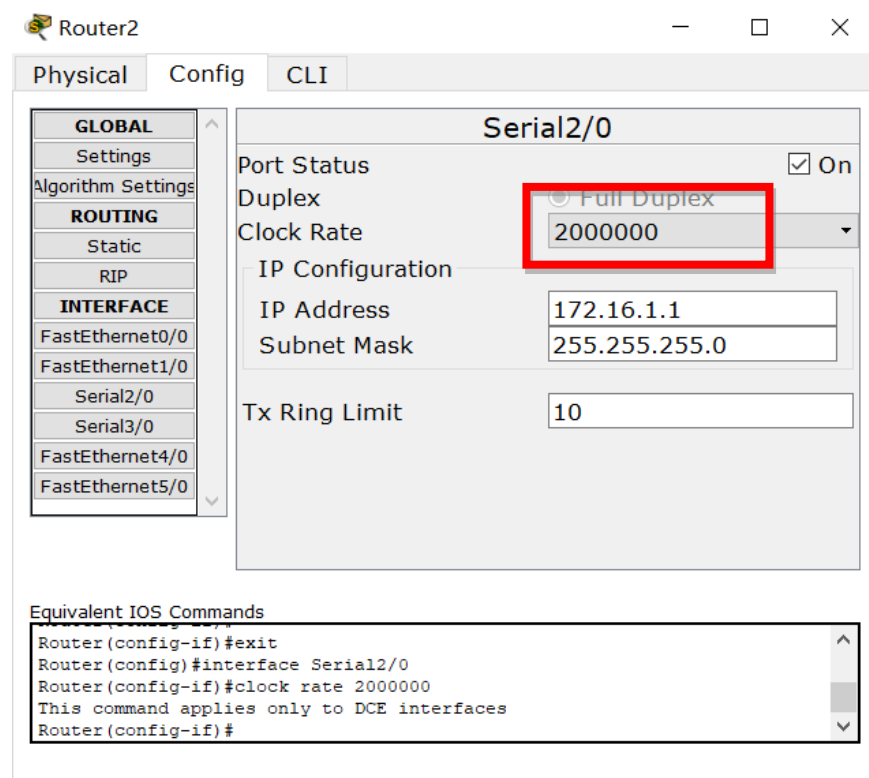 Router2
Physical Config CLI
GLOBAL
Settings
Algorithm Settings
ROUTING
Static
RIP
INTERFACE
FastEthernet0/0
FastEthernet1/0
Serial2/0
Serial3/0
FastEthernet4/0
FastEthernet5/0
Serial2/0
Port Status On
Duplex Full Duplex
Clock Rate 2000000
IP Configuration
IP Address 172.16.1.1
Subnet Mask 255.255.255.0
Tx Ring Limit 10
Equivalent IOS Commands
Router(config-if)#exit
Router(config)#interface Serial2/0
Router(config-if)#clock rate 2000000
This command applies only to DCE interfaces
Router(config-if)#